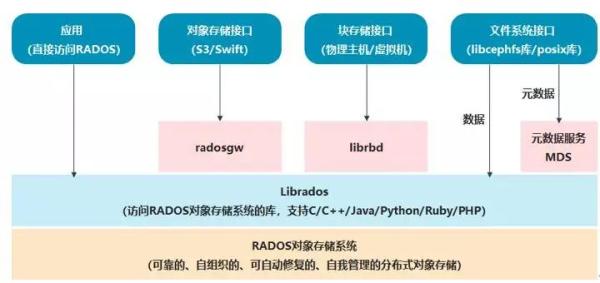 应用
(直接访问RADOS)
对象存储接口
(S3/Swift)
块存储接口
(物理主机/虚拟机)
文件系统接口
(libcephfs库/posix库)
元数据
数据
radosgw
librbd
元数据服务
MDS
Librados
(访问RADOS对象存储系统的库，支持C/C++/Java/Python/Ruby/PHP)
RADOS对象存储系统
(可靠的、自组织的、可自动修复的、自我管理的分布式对象存储)